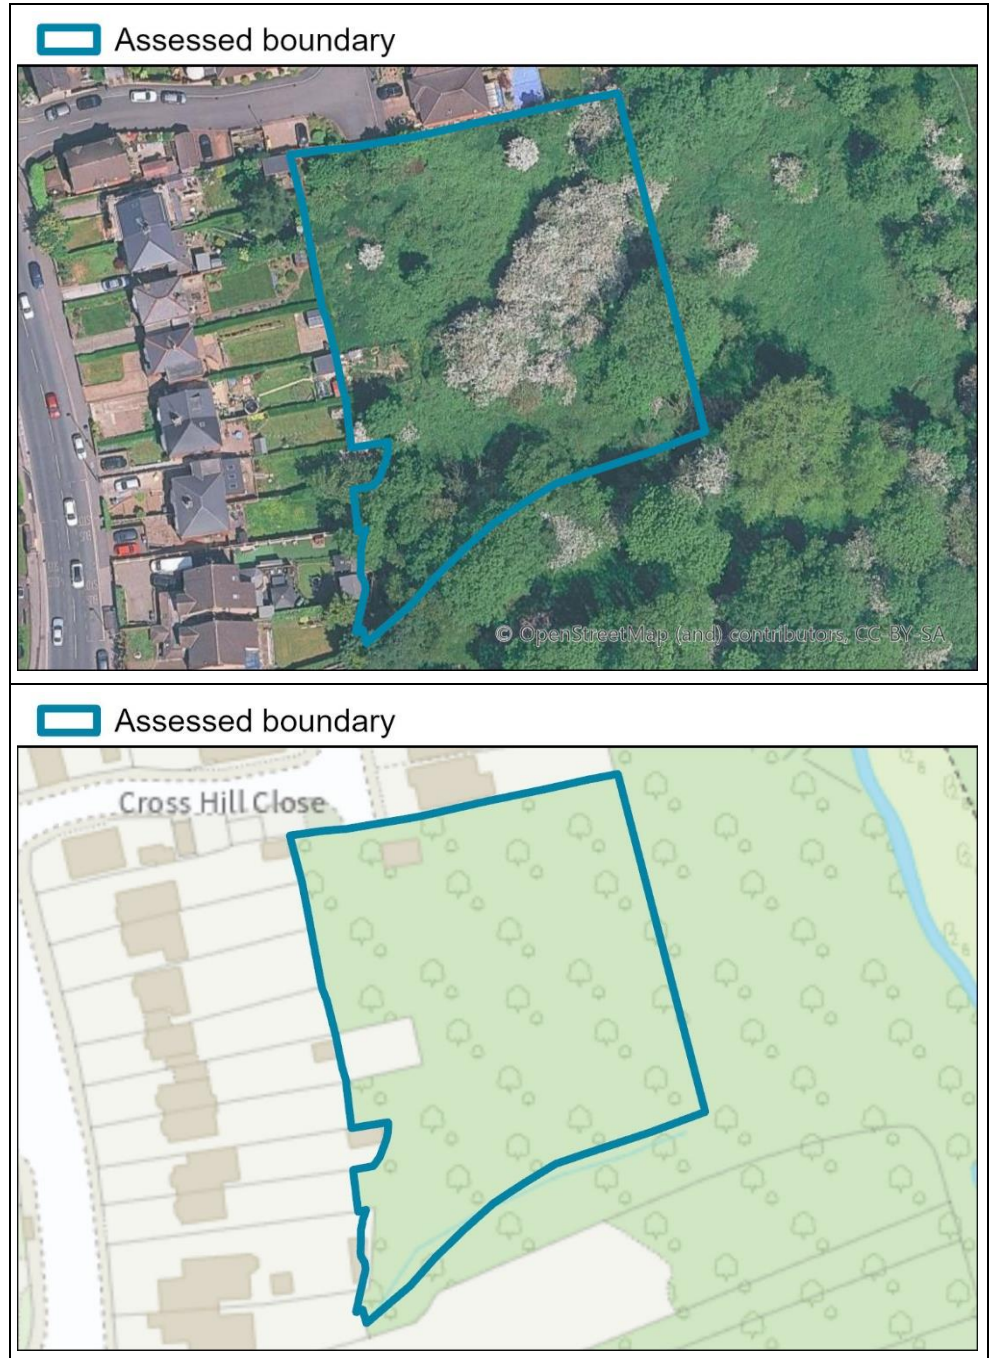 Assessed boundary
© OpenStreetMap (and) contributors, CC-BY-SA
Assessed boundary
Cross Hill Close